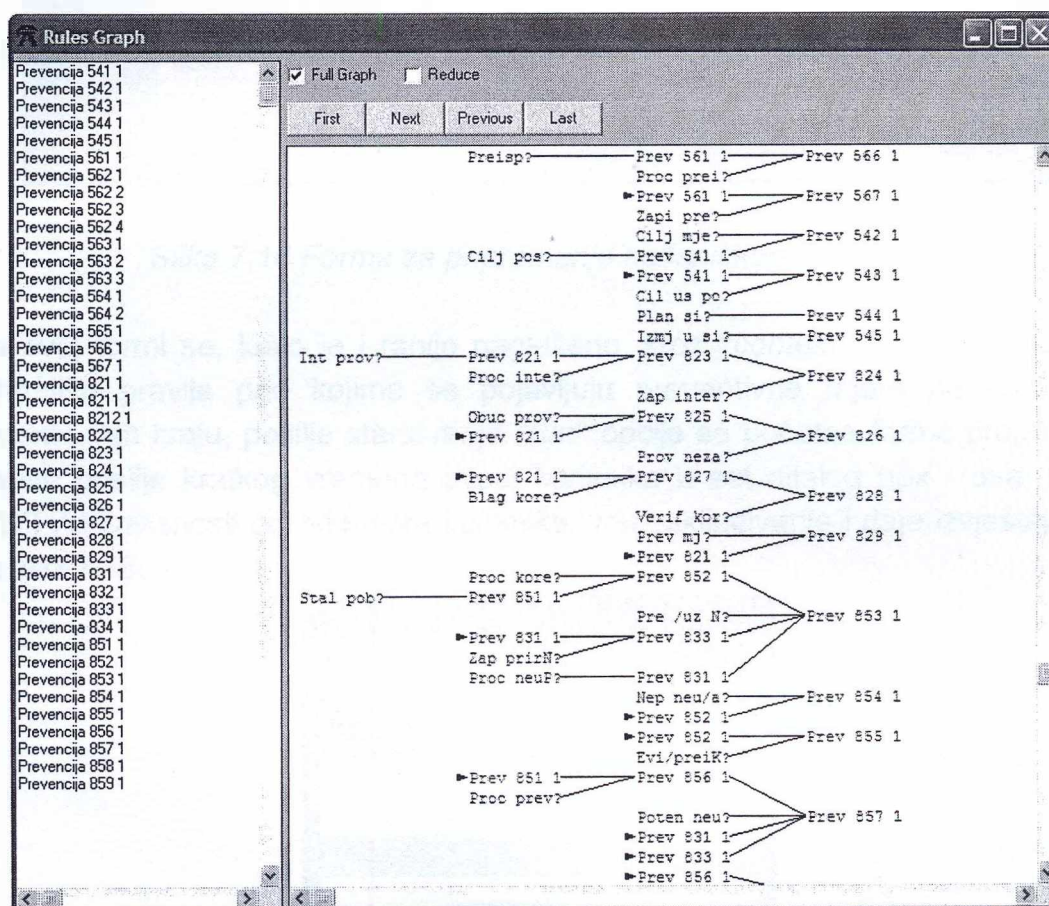 Rules Graph
Prevencija 541 1
Prevencija 542 1
Prevencija 543 1
Prevencija 544 1
Prevencija 545 1
Prevencija 561 1
Prevencija 562 1
Prevencija 562 2
Prevencija 562 3
Prevencija 562 4
Prevencija 563 1
Prevencija 563 2
Prevencija 563 3
Prevencija 564 1
Prevencija 564 2
Prevencija 565 1
Prevencija 566 1
Prevencija 567 1
Prevencija 821 1
Prevencija 8211 1
Prevencija 8212 1
Prevencija 822 1
Prevencija 823 1
Prevencija 824 1
Prevencija 825 1
Prevencija 826 1
Prevencija 827 1
Prevencija 828 1
Prevencija 829 1
Prevencija 831 1
Prevencija 832 1
Prevencija 833 1
Prevencija 834 1
Prevencija 851 1
Prevencija 852 1
Prevencija 853 1
Prevencija 854 1
Prevencija 855 1
Prevencija 856 1
Prevencija 857 1
Prevencija 858 1
Prevencija 859 1
Full Graph Reduce
First Next Previous Last
Preisp? Prev 561 1 Prev 566 1
Proc prei?
Prev 561 1 Prev 567 1
Zapi pre?
Cilj mje? Prev 542 1
Cilj pos? Prev 541 1
Prev 541 1 Prev 543 1
Cil us po?
Plan si? Prev 544 1
Izmj u si? Prev 545 1
Int prov? Prev 821 1 Prev 823 1
Proc inte? Prev 824 1
Zap inter?
Obuc prov? Prev 825 1
Prev 821 1 Prev 826 1
Prov neza?
Prev 821 1 Prev 827 1
Blag kore? Prev 828 1
Verif kor?
Prev mj? Prev 829 1
Prev 821 1
Proc kore? Prev 852 1
Stal pob? Prev 851 1
Pre /uz N? Prev 853 1
Prev 831 1 Prev 833 1
Zap prirN?
Proc neuP? Prev 831 1
Nep neu/a? Prev 854 1
Prev 852 1
Prev 852 1 Prev 855 1
Evi/preiK?
Prev 851 1 Prev 856 1
Proc prev?
Poten neu? Prev 857 1
Prev 831 1
Prev 833 1
Prev 856 1